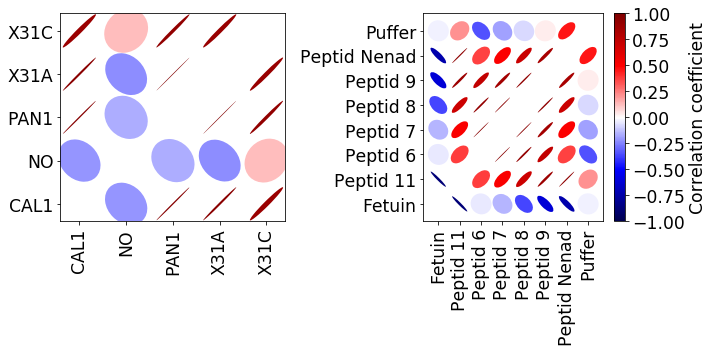 X31C
X31A
PAN1
NO
CAL1
CAL1
NO
PAN1
X31A
X31C
Puffer
Peptid Nenad
Peptid 9
Peptid 8
Peptid 7
Peptid 6
Peptid 11
Fetuin
Fetuin
Peptid 11
Peptid 6
Peptid 7
Peptid 8
Peptid 9
Peptid Nenad
Puffer
1.00
0.75
0.50
0.25
0.00
−0.25
−0.50
−0.75
−1.00
Correlation coefficient